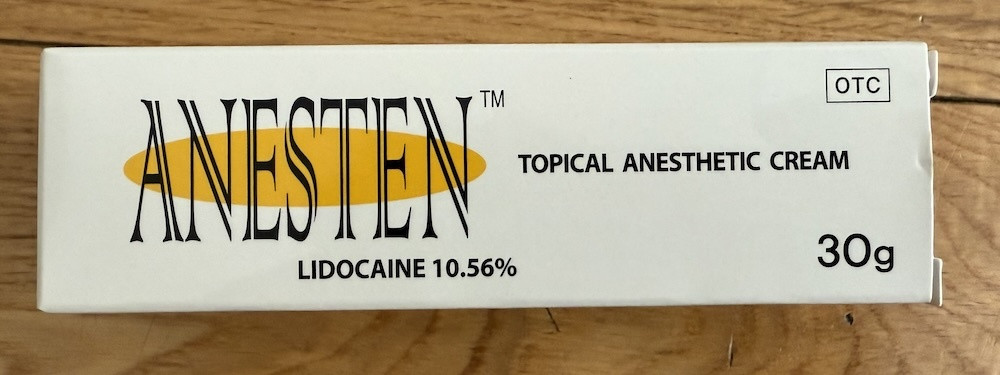 OTC
ANESTEN™
TOPICAL ANESTHETIC CREAM
LIDOCAINE 10.56%
30g